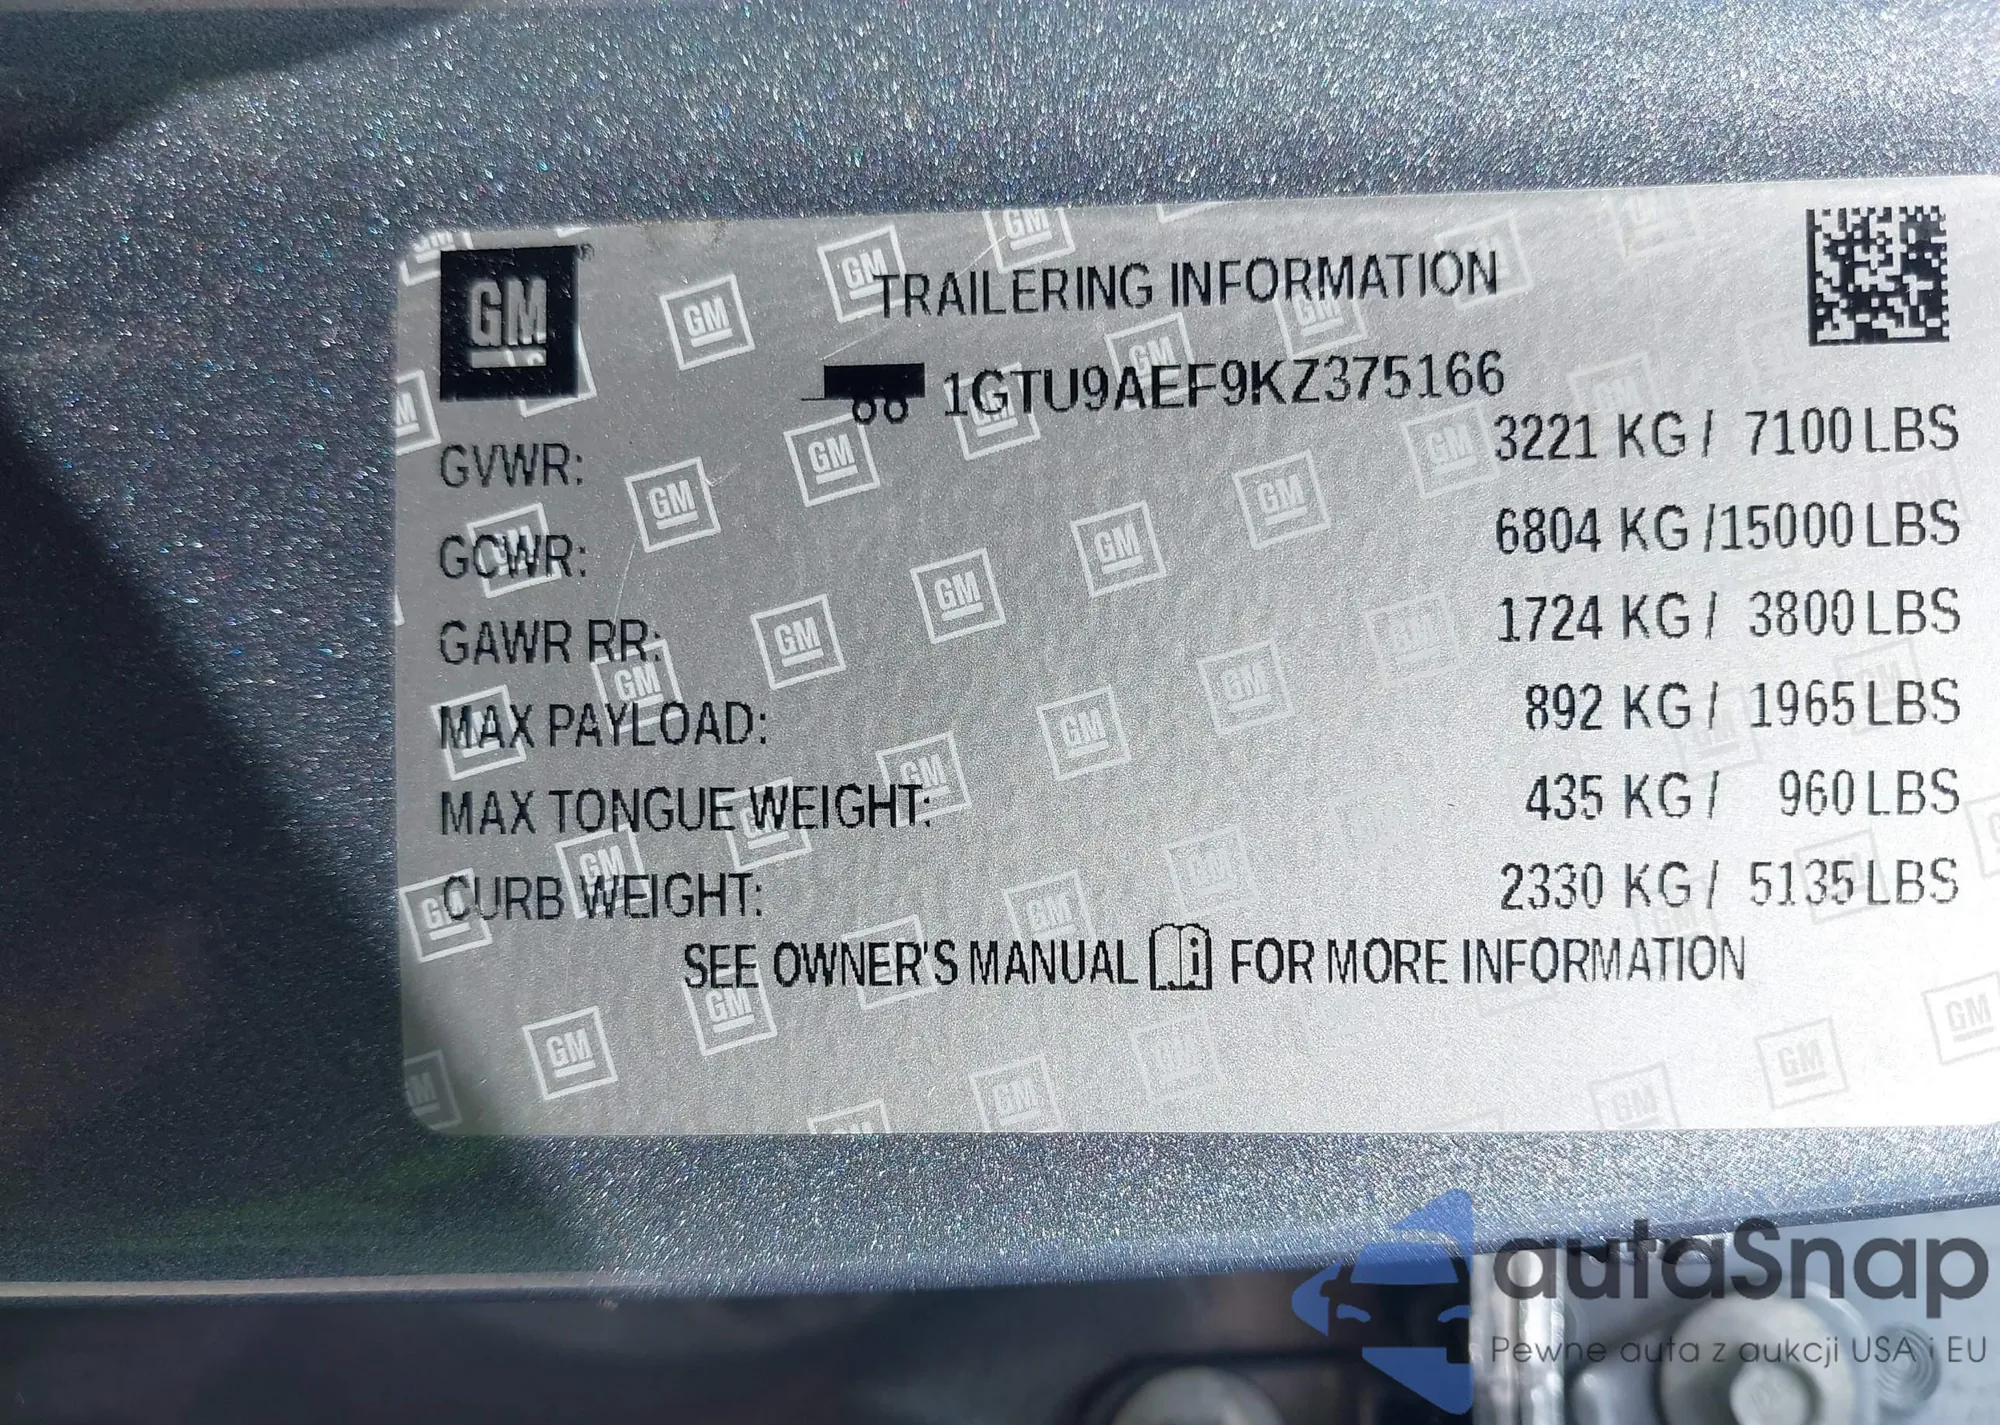 GM
TRAILERING INFORMATION
1GTU9AEF9KZ375166
GVWR: 3221 KG / 7100 LBS
GCWR: 6804 KG /15000 LBS
GAWR RR: 1724 KG / 3800 LBS
MAX PAYLOAD: 892 KG / 1965 LBS
MAX TONGUE WEIGHT: 435 KG / 960 LBS
CURB WEIGHT: 2330 KG / 5135 LBS
SEE OWNER'S MANUAL FOR MORE INFORMATION
autaSnap
Pewne auta z aukcji USA i EU